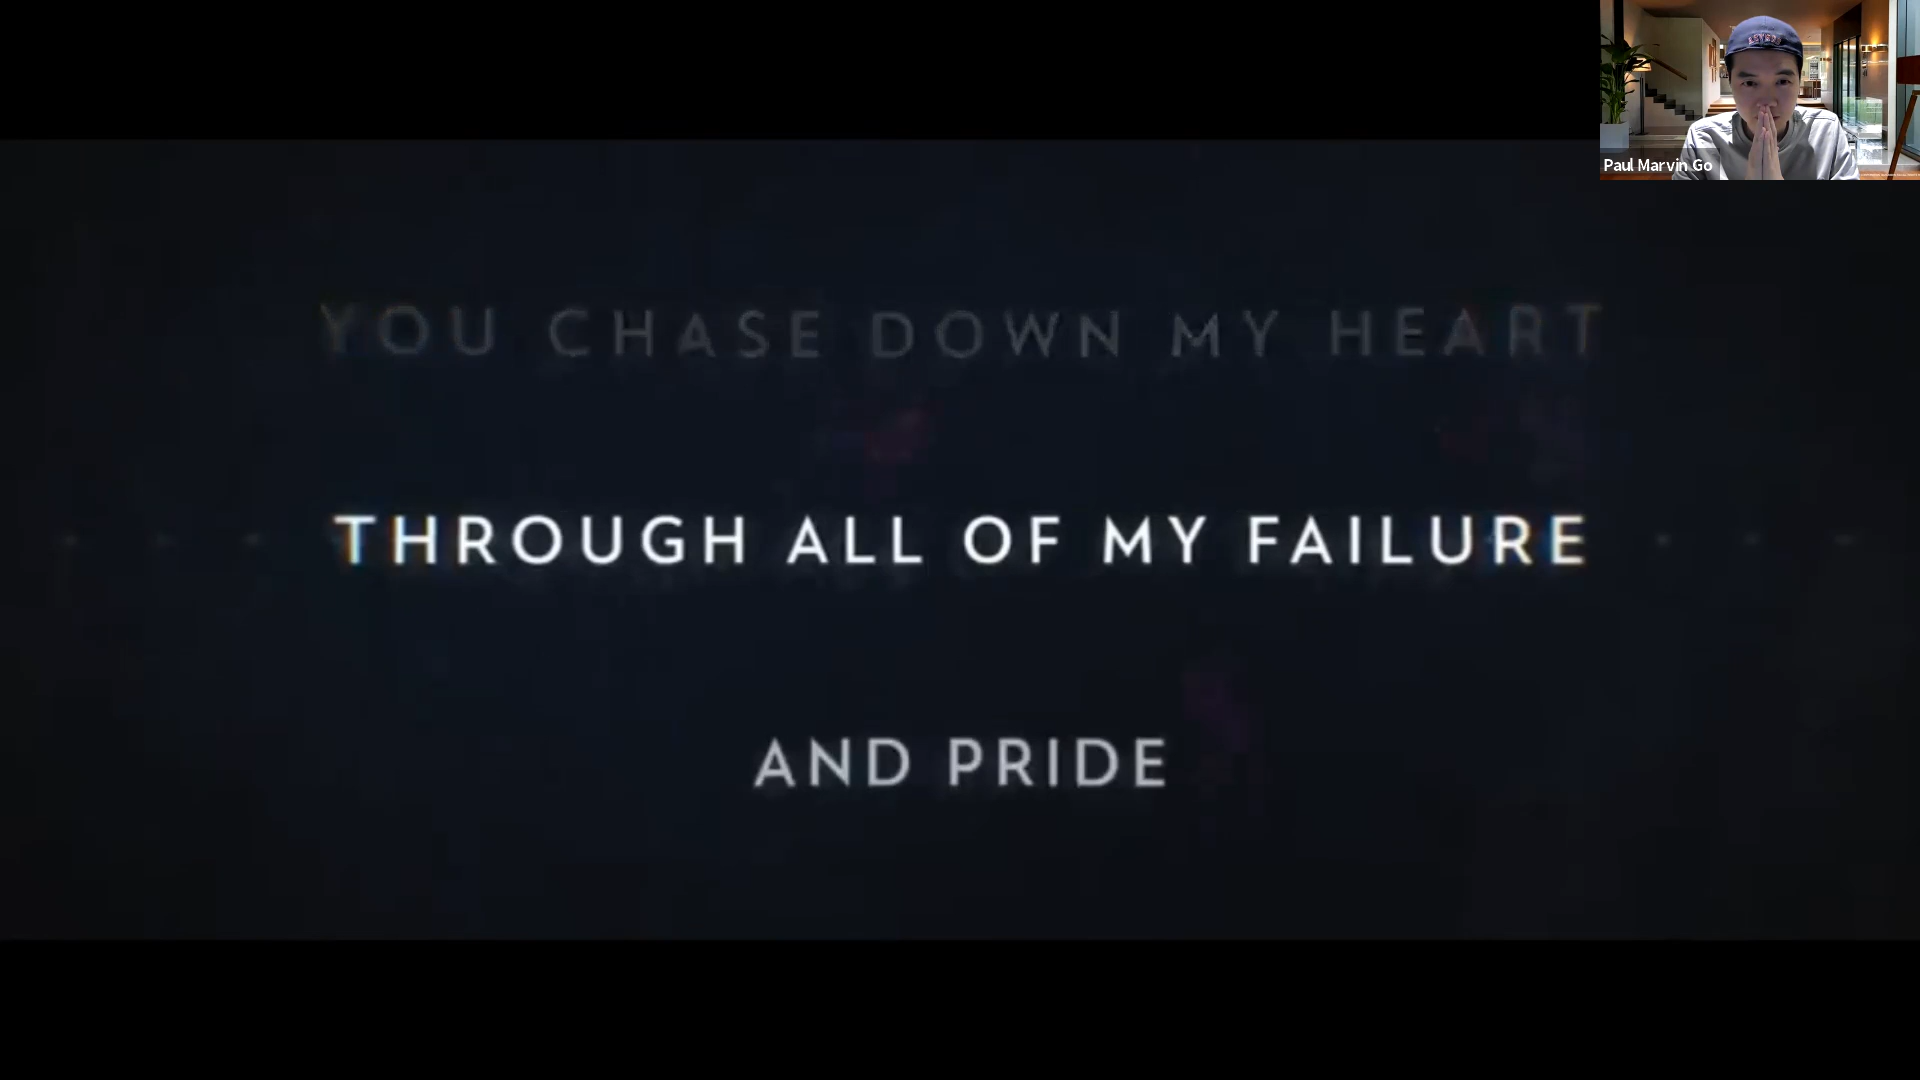 Paul Marvin Go
YOU CHASE DOWN MY HEART
THROUGH ALL OF MY FAILURE
AND PRIDE